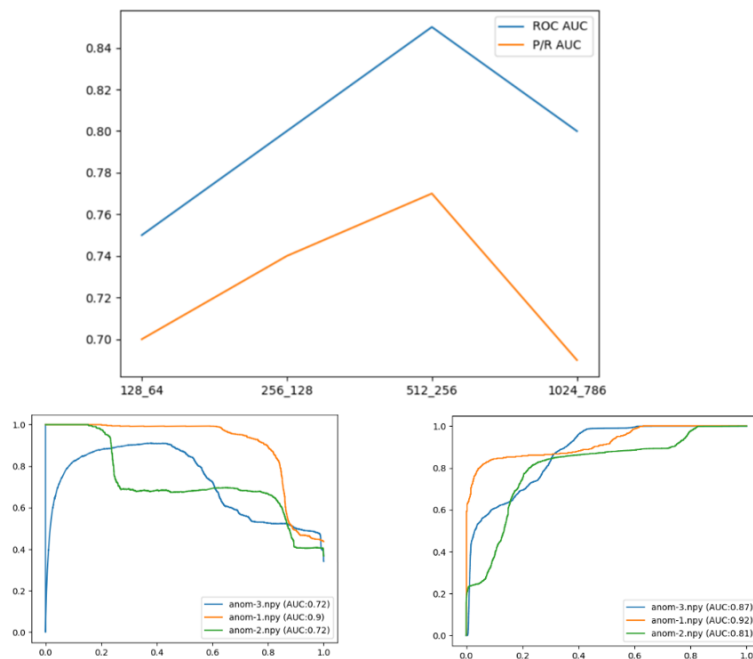 ROC AUC
P/R AUC
0.84
0.82
0.80
0.78
0.76
0.74
0.72
0.70
128_64 256_128 512_256 1024_786
1.0
0.8
0.6
0.4
0.2
0.0
anom-3.npy (AUC:0.72)
anom-1.npy (AUC:0.9)
anom-2.npy (AUC:0.72)
0.0 0.2 0.4 0.6 0.8 1.0
1.0
0.8
0.6
0.4
0.2
0.0
anom-3.npy (AUC:0.87)
anom-1.npy (AUC:0.92)
anom-2.npy (AUC:0.81)
0.0 0.2 0.4 0.6 0.8 1.0